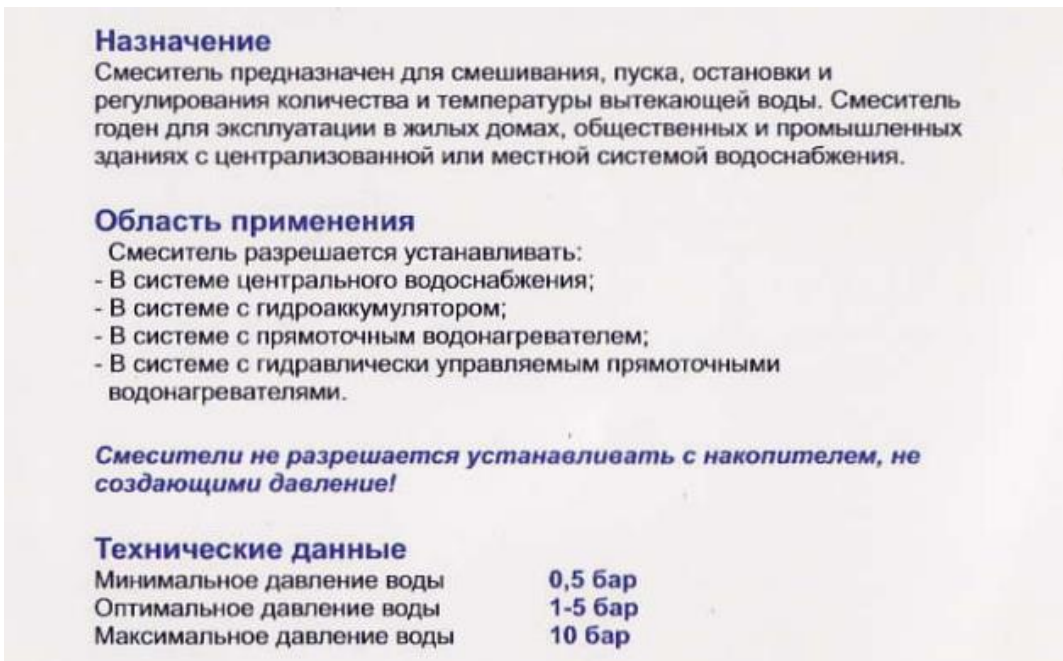 Назначение
Смеситель предназначен для смешивания, пуска, остановки и
регулирования количества и температуры вытекающей воды. Смеситель
годен для эксплуатации в жилых домах, общественных и промышленных
зданиях с централизованной или местной системой водоснабжения.
Область применения
Смеситель разрешается устанавливать:
- В системе центрального водоснабжения;
- В системе с гидроаккумулятором;
- В системе с прямоточным водонагревателем;
- В системе с гидравлически управляемым прямоточными
водонагревателями.
Смесители не разрешается устанавливать с накопителем, не
создающими давление!
Технические данные
Минимальное давление воды 0,5 бар
Оптимальное давление воды 1-5 бар
Максимальное давление воды 10 бар